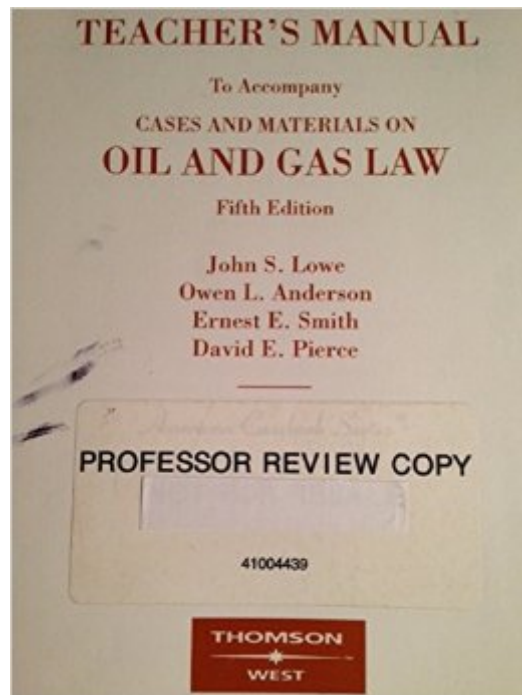 TEACHER'S MANUAL
To Accompany
CASES AND MATERIALS ON
OIL AND GAS LAW
Fifth Edition
John S. Lowe
Owen L. Anderson
Ernest E. Smith
David E. Pierce
PROFESSOR REVIEW COPY
41004439
THOMSON
WEST